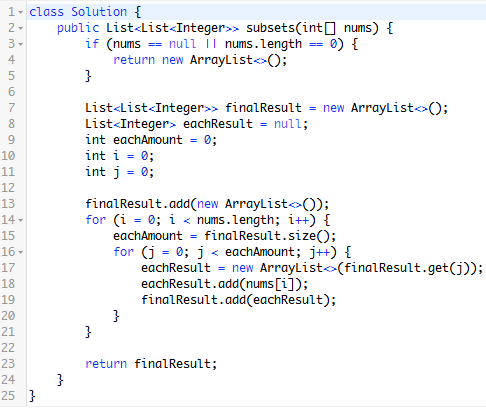 1 class Solution {
2     public List<List<Integer>> subsets(int[] nums) {
3         if (nums == null || nums.length == 0) {
4             return new ArrayList<>();
5         }
6
7         List<List<Integer>> finalResult = new ArrayList<>();
8         List<Integer> eachResult = null;
9         int eachAmount = 0;
10         int i = 0;
11         int j = 0;
12
13         finalResult.add(new ArrayList<>());
14         for (i = 0; i < nums.length; i++) {
15             eachAmount = finalResult.size();
16             for (j = 0; j < eachAmount; j++) {
17                 eachResult = new ArrayList<>(finalResult.get(j));
18                 eachResult.add(nums[i]);
19                 finalResult.add(eachResult);
20             }
21         }
22
23         return finalResult;
24     }
25 }